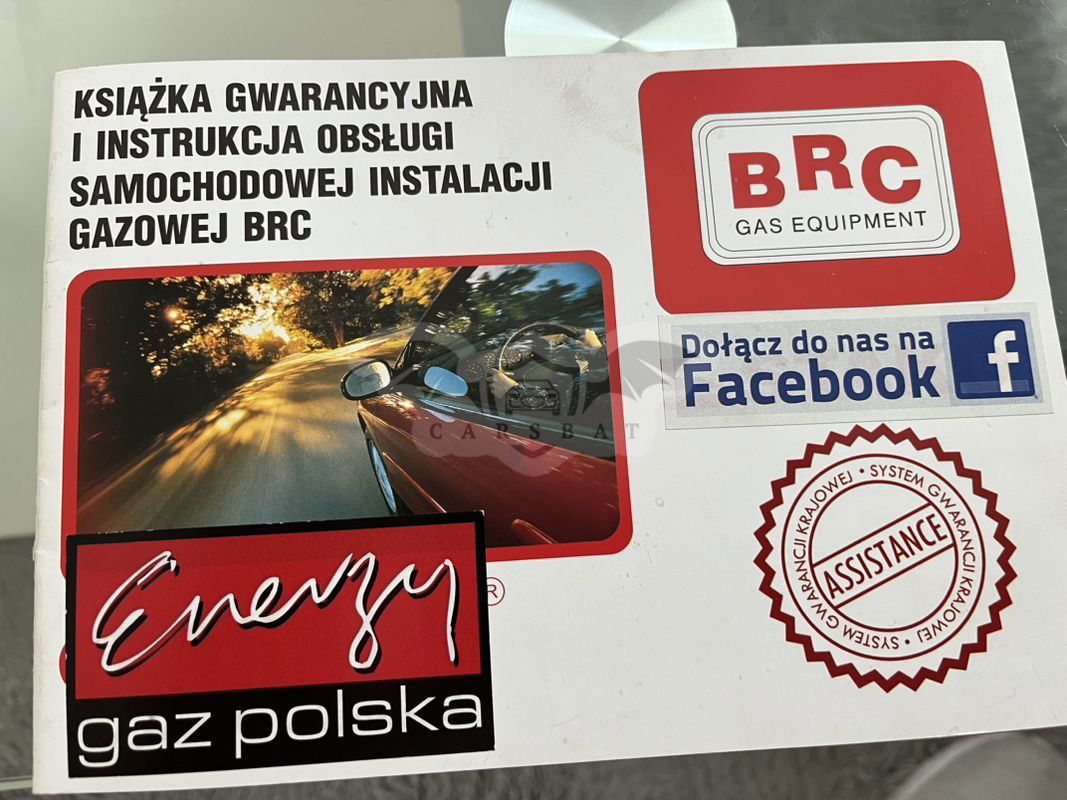 KSIĄŻKA GWARANCYJNA
I INSTRUKCJA OBSŁUGI
SAMOCHODOWEJ INSTALACJI
GAZOWEJ BRC
BRC
GAS EQUIPMENT
Dołącz do nas na
Facebook
f
CARSBAT
SYSTEM GWARANCJI KRAJOWEJ • SYSTEM GWARANCJI KRAJOWEJ •
ASSISTANCE
Energy
R
gaz polska